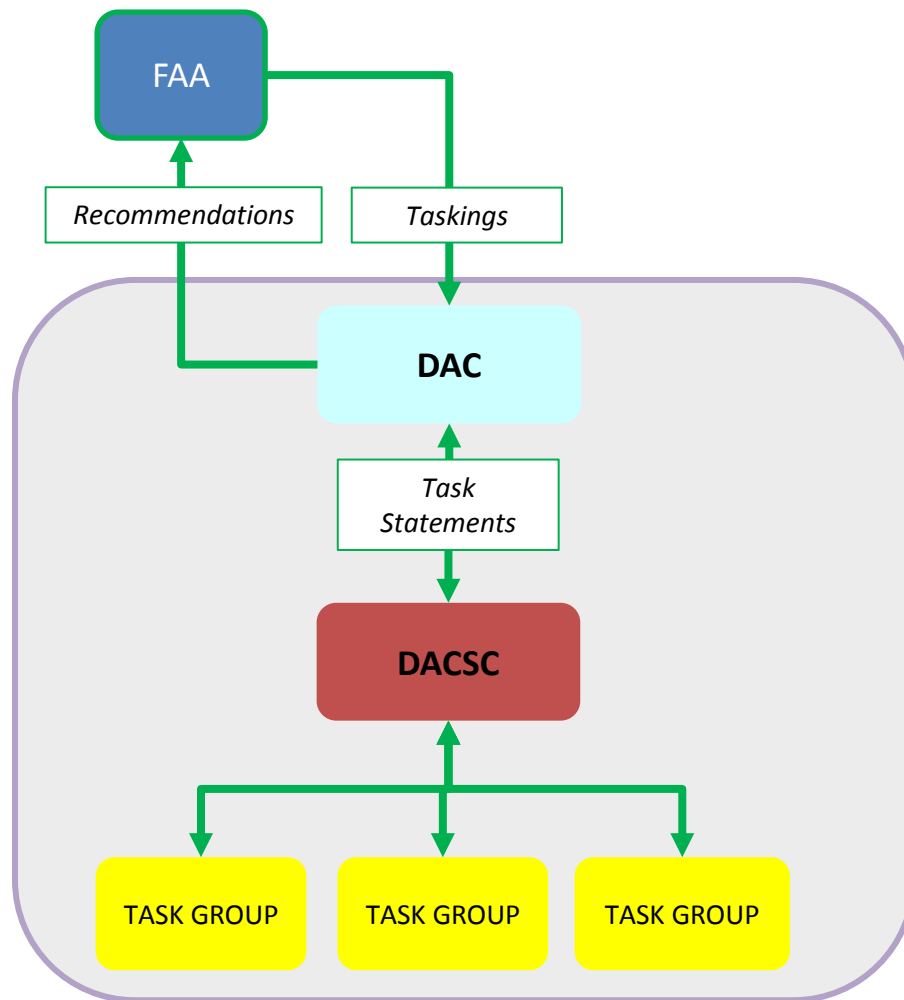 FAA
Recommendations
Taskings
DAC
Task
Statements
DACSC
TASK GROUP
TASK GROUP
TASK GROUP